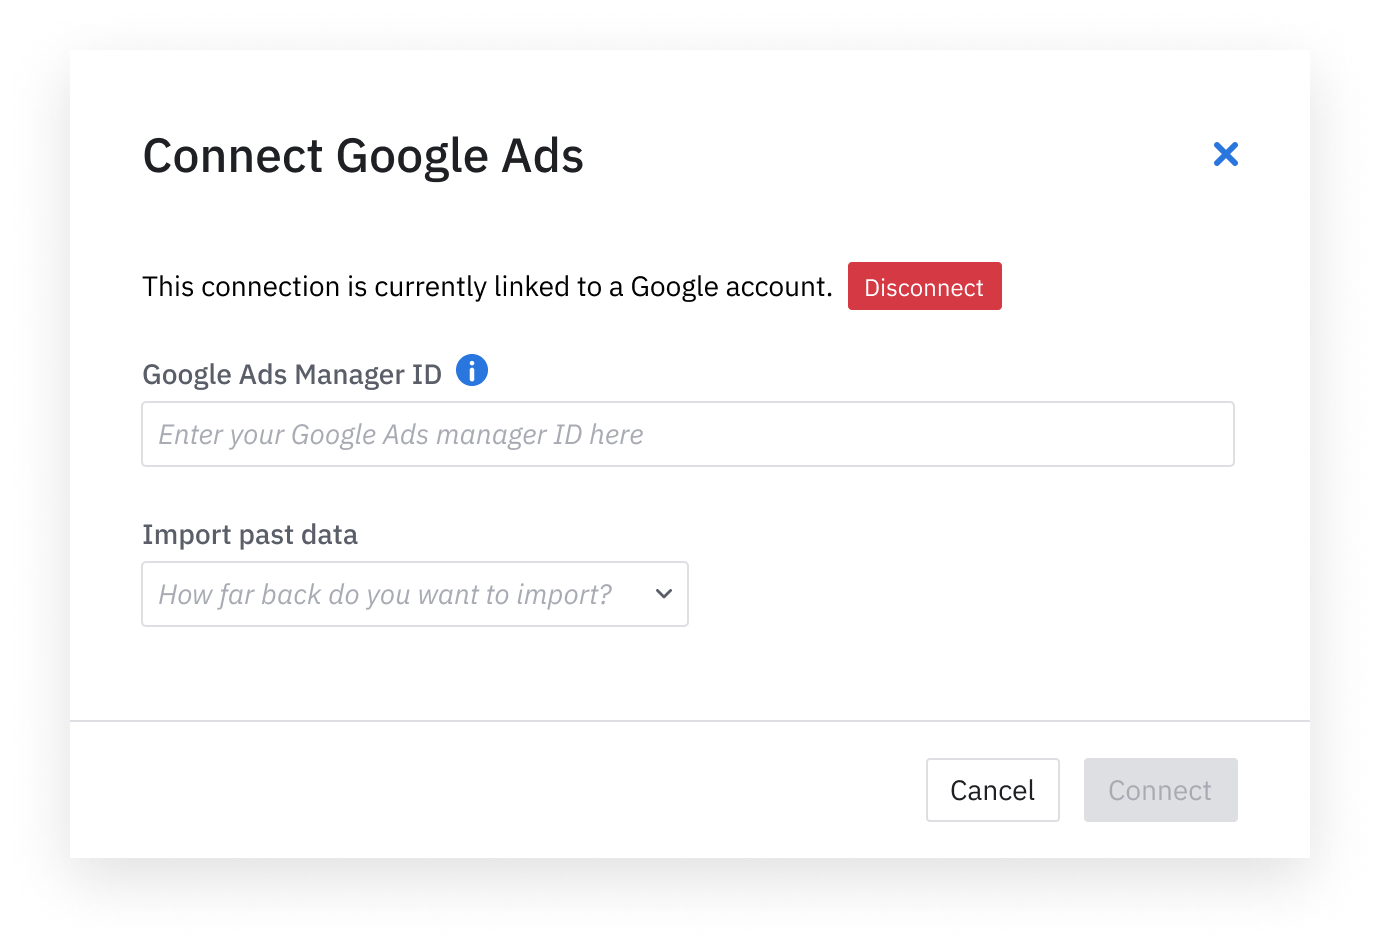 Connect Google Ads
This connection is currently linked to a Google account. Disconnect
Google Ads Manager ID
Enter your Google Ads manager ID here
Import past data
How far back do you want to import?
Cancel Connect